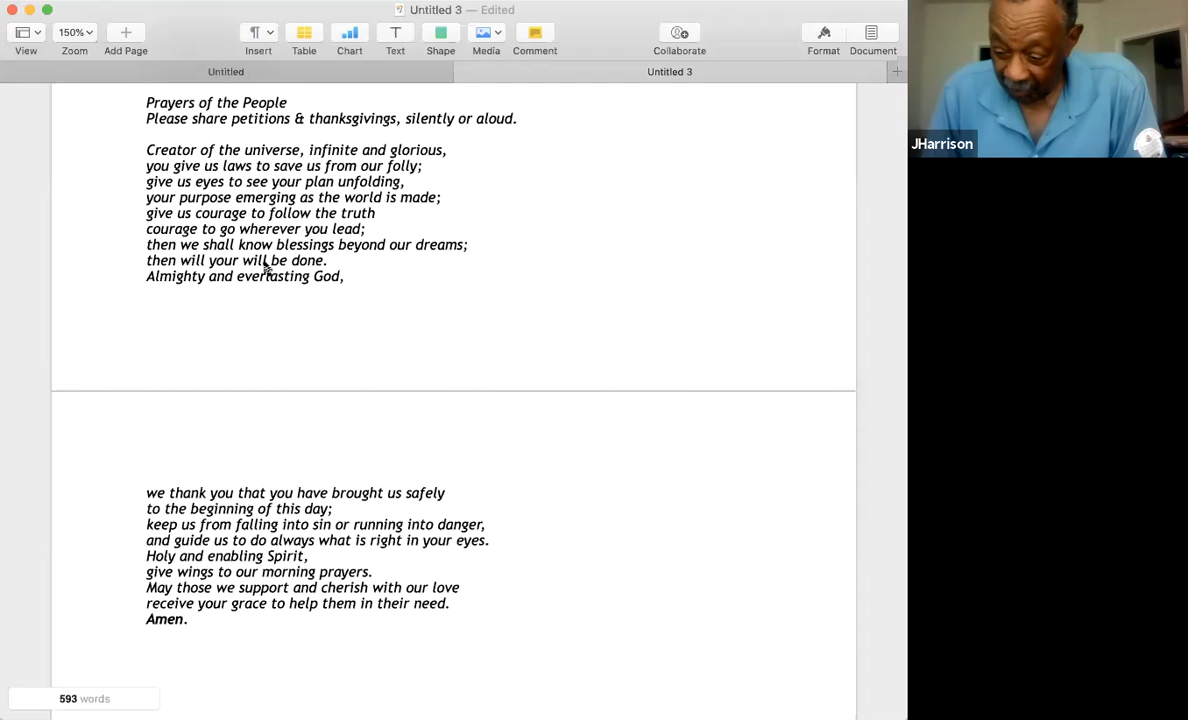 Untitled 3 — Edited
View
150%
Zoom
Add Page
Insert
Table
Chart
Text
Shape
Media
Comment
Collaborate
Format
Document
Untitled
Untitled 3
JHarrison
Prayers of the People
Please share petitions & thanksgivings, silently or aloud.
Creator of the universe, infinite and glorious,
you give us laws to save us from our folly;
give us eyes to see your plan unfolding,
your purpose emerging as the world is made;
give us courage to follow the truth
courage to go wherever you lead;
then we shall know blessings beyond our dreams;
then will your will be done.
Almighty and everlasting God,
we thank you that you have brought us safely
to the beginning of this day;
keep us from falling into sin or running into danger,
and guide us to do always what is right in your eyes.
Holy and enabling Spirit,
give wings to our morning prayers.
May those we support and cherish with our love
receive your grace to help them in their need.
Amen.
593 words